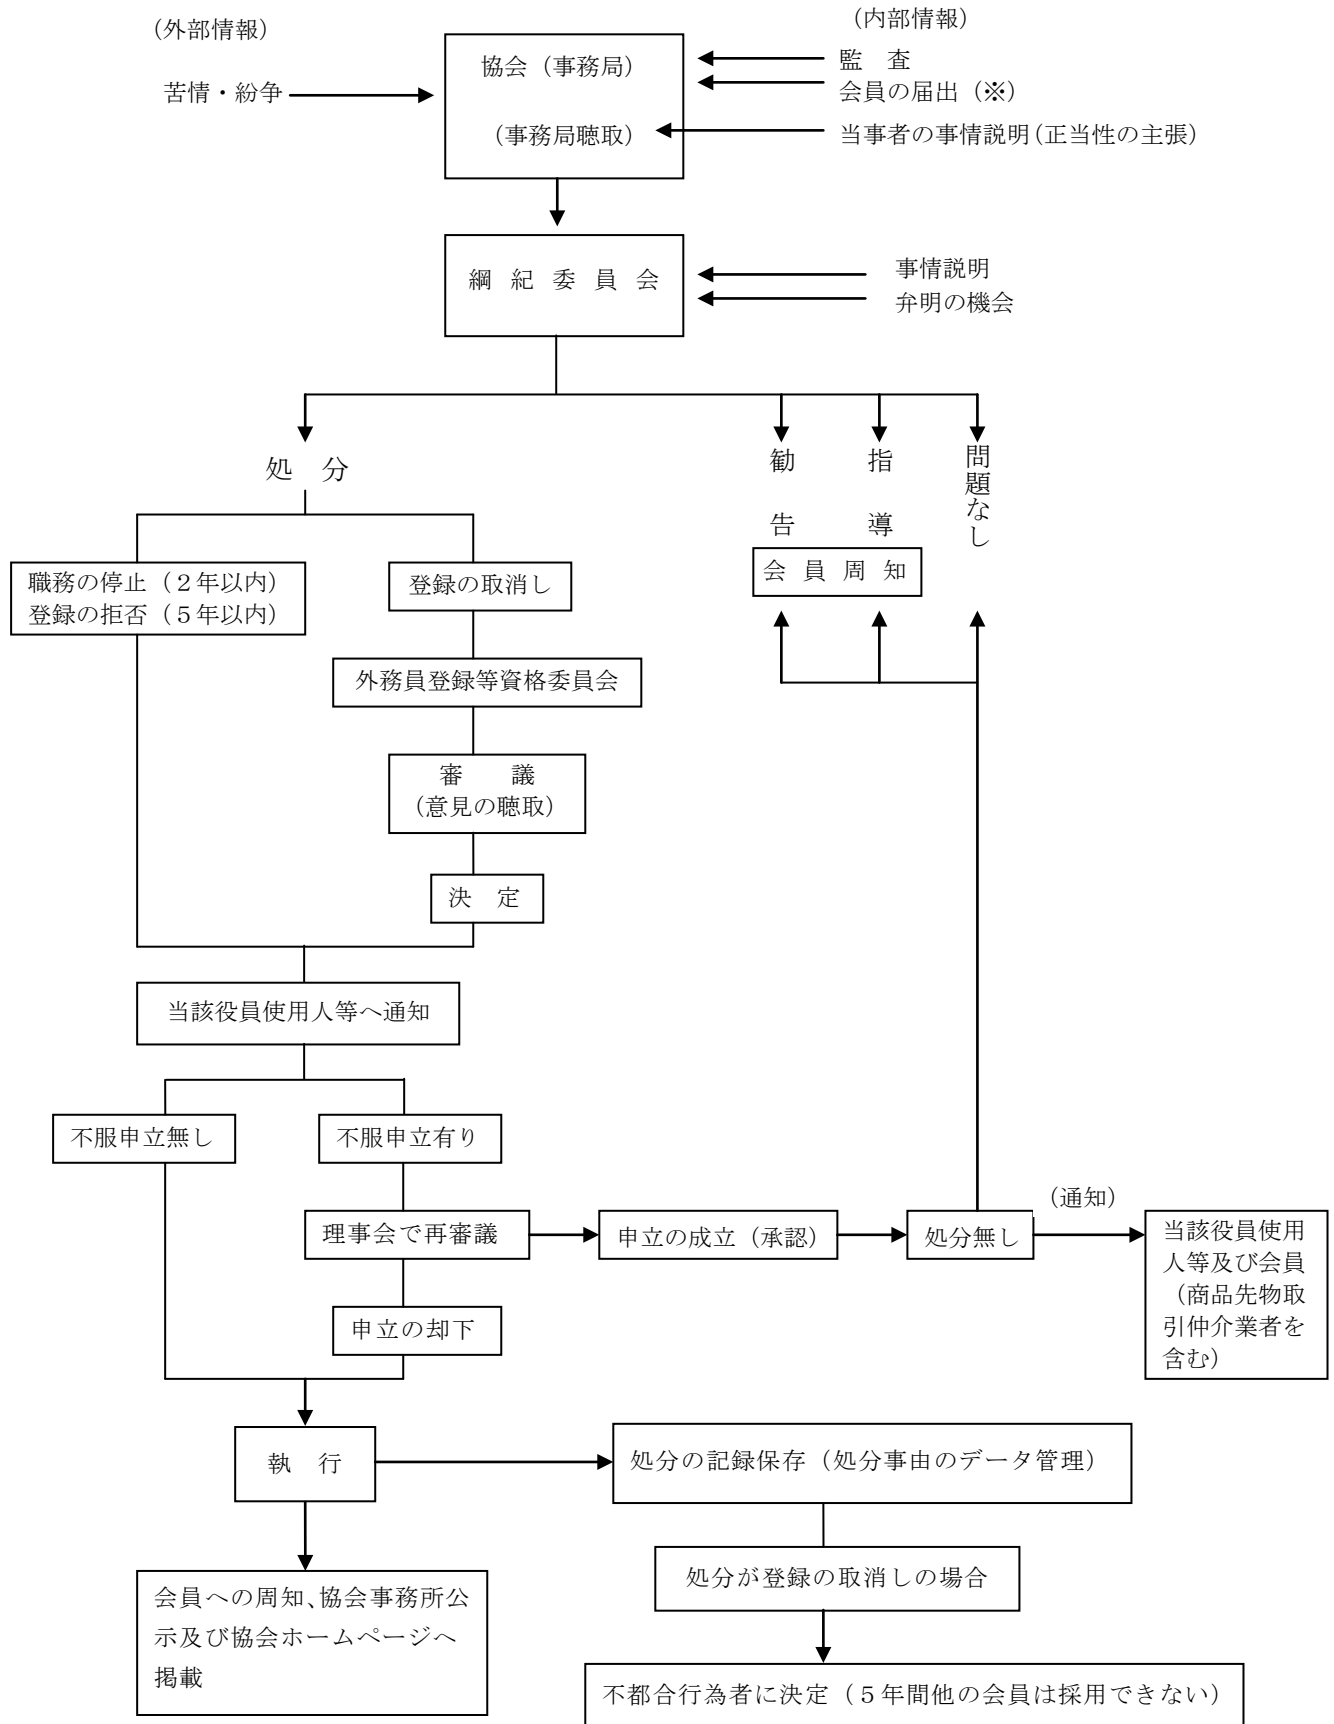 （外部情報）
（内部情報）
協会（事務局）
監　査
苦情・紛争
会員の届出（※）
（事務局聴取）
当事者の事情説明（正当性の主張）
綱　紀　委　員　会
事情説明
弁明の機会
処　分
勧告
指導
問題なし
会　員　周　知
職務の停止（２年以内）
登録の拒否（５年以内）
登録の取消し
外務員登録等資格委員会
審　　議
（意見の聴取）
決　定
当該役員使用人等へ通知
不服申立無し
不服申立有り
理事会で再審議
申立の成立（承認）
処分無し
（通知）
当該役員使用
人等及び会員
（商品先物取
引仲介業者を
含む）
申立の却下
執　行
処分の記録保存（処分事由のデータ管理）
処分が登録の取消しの場合
会員への周知、協会事務所公
示及び協会ホームページへ
掲載
不都合行為者に決定（５年間他の会員は採用できない）